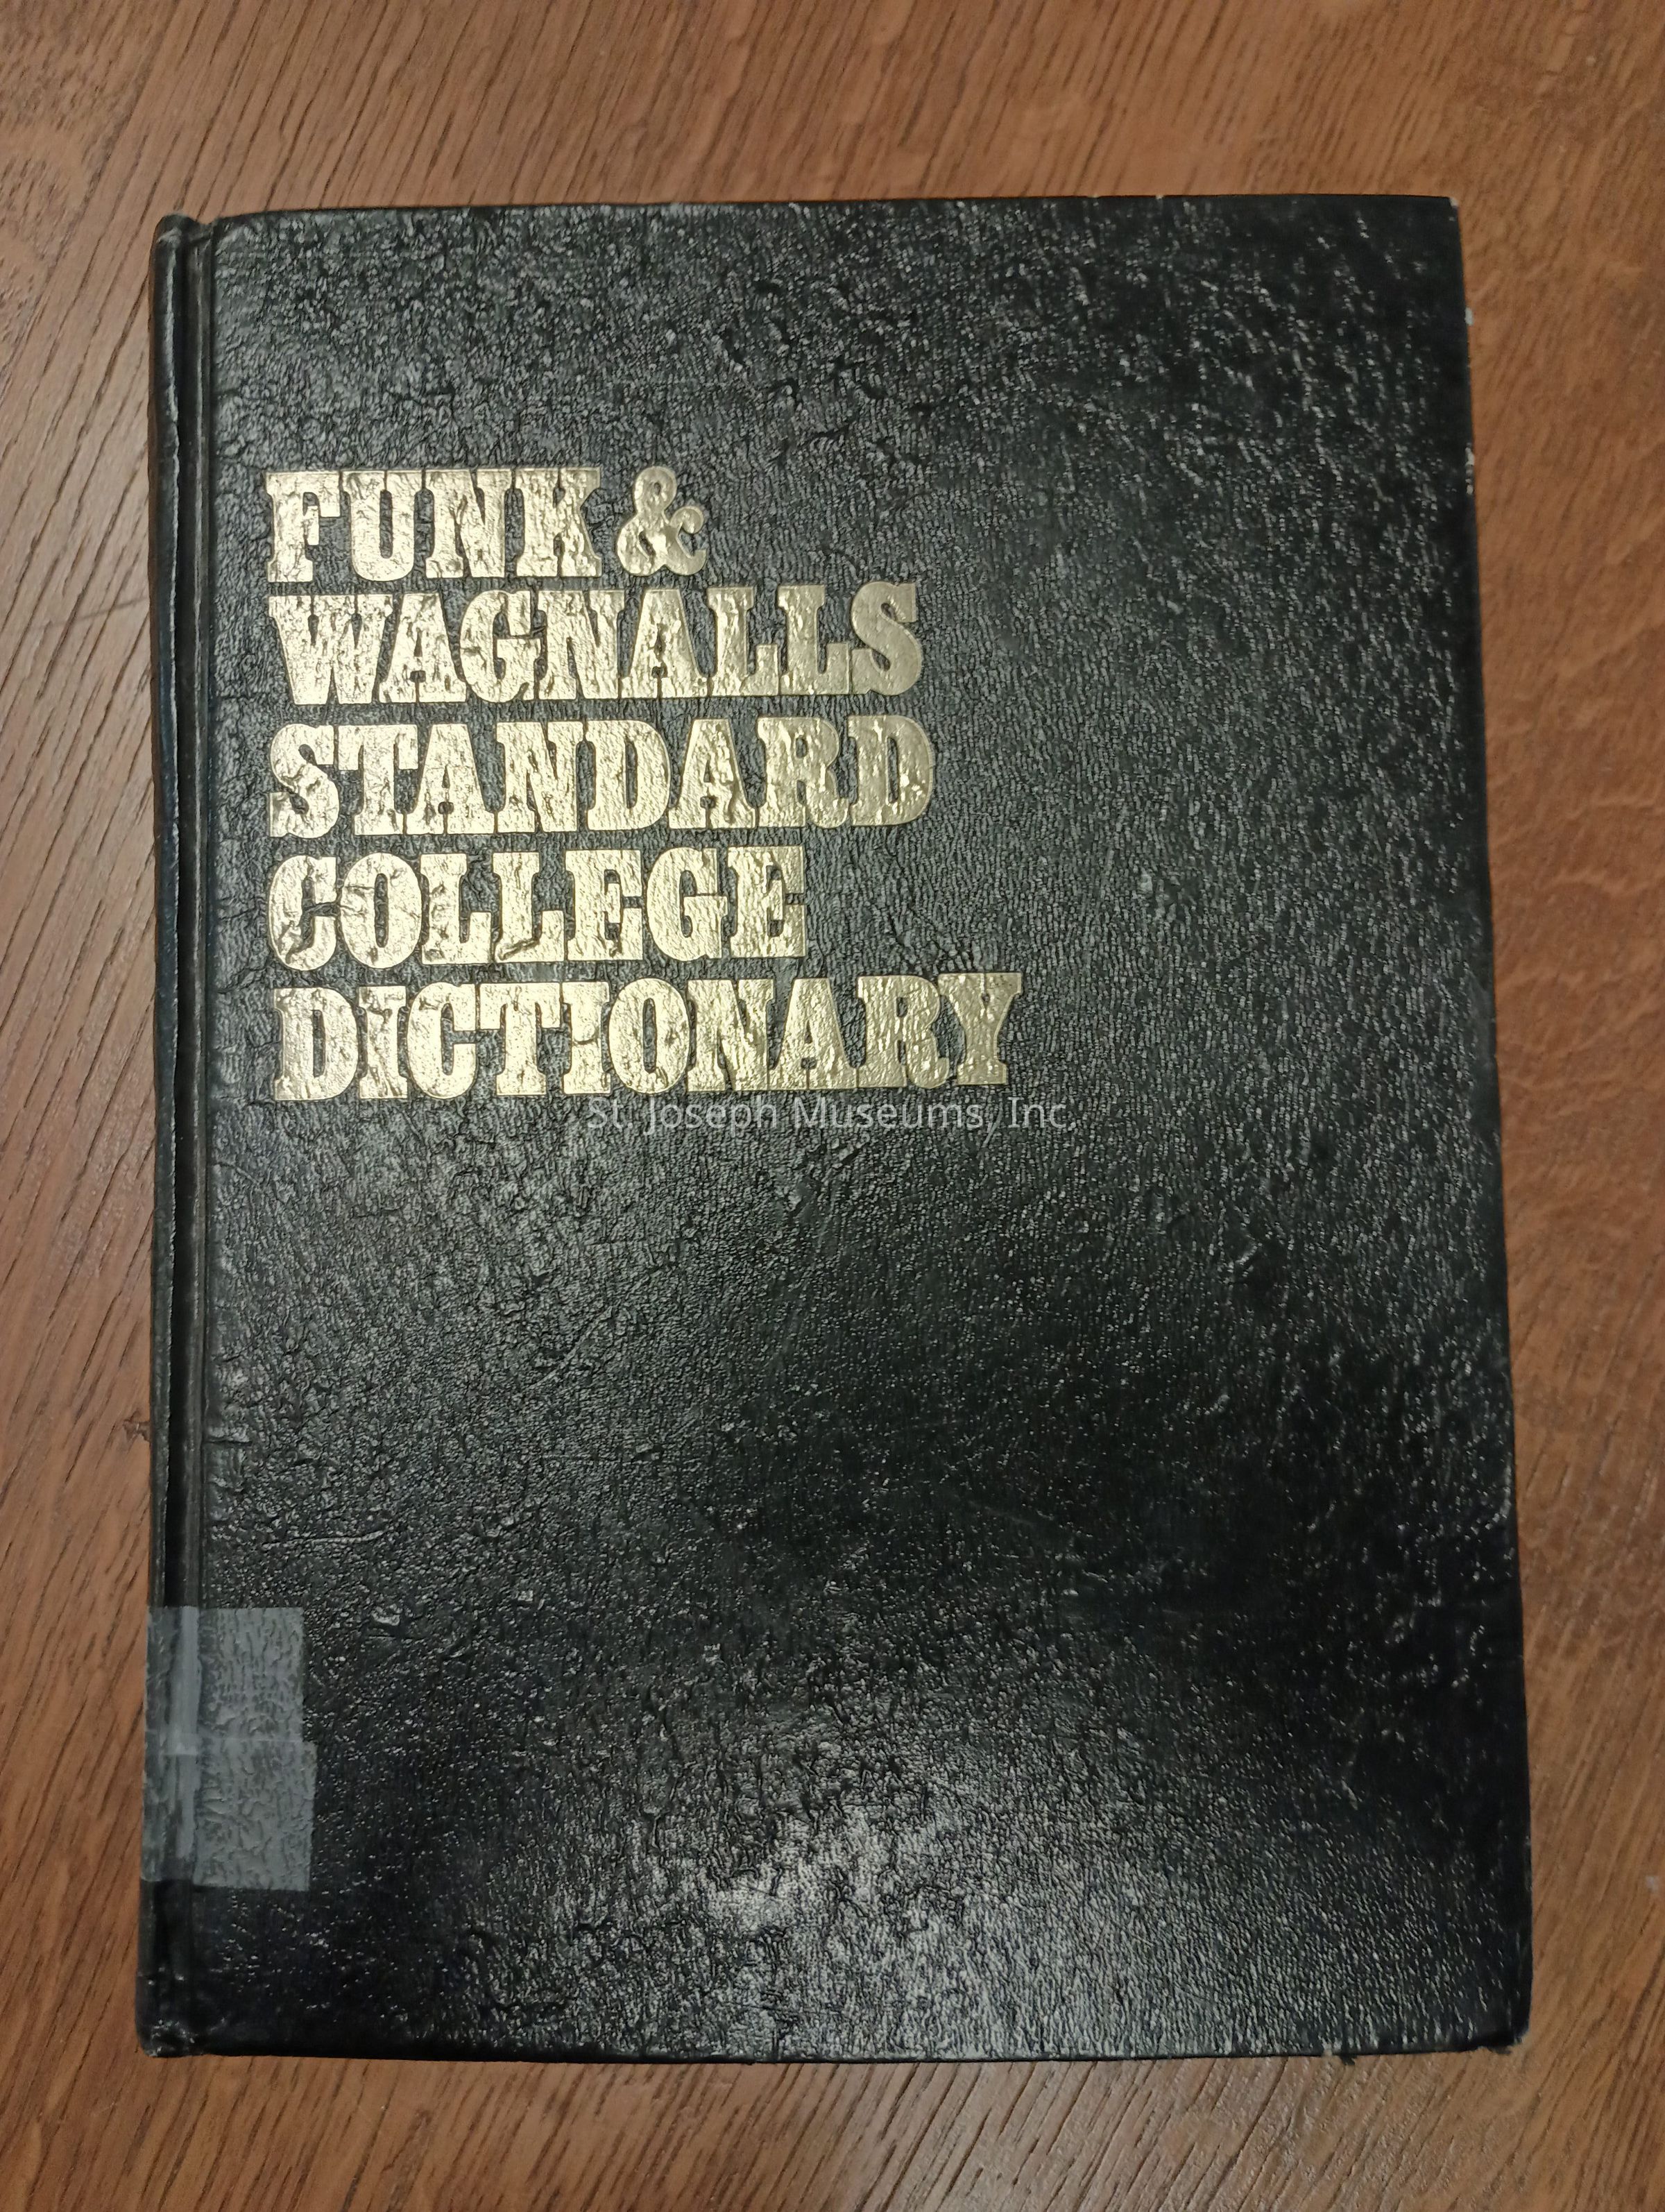 FUNK &
WAGNALLS
STANDARD
COLLEGE
DICTIONARY
St. Joseph Museums, Inc.